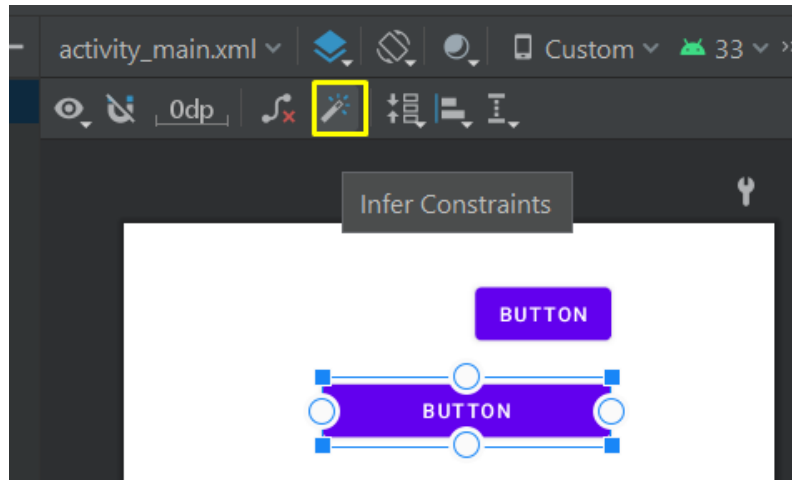 activity_main.xml Custom 33
0dp
Infer Constraints
BUTTON
BUTTON